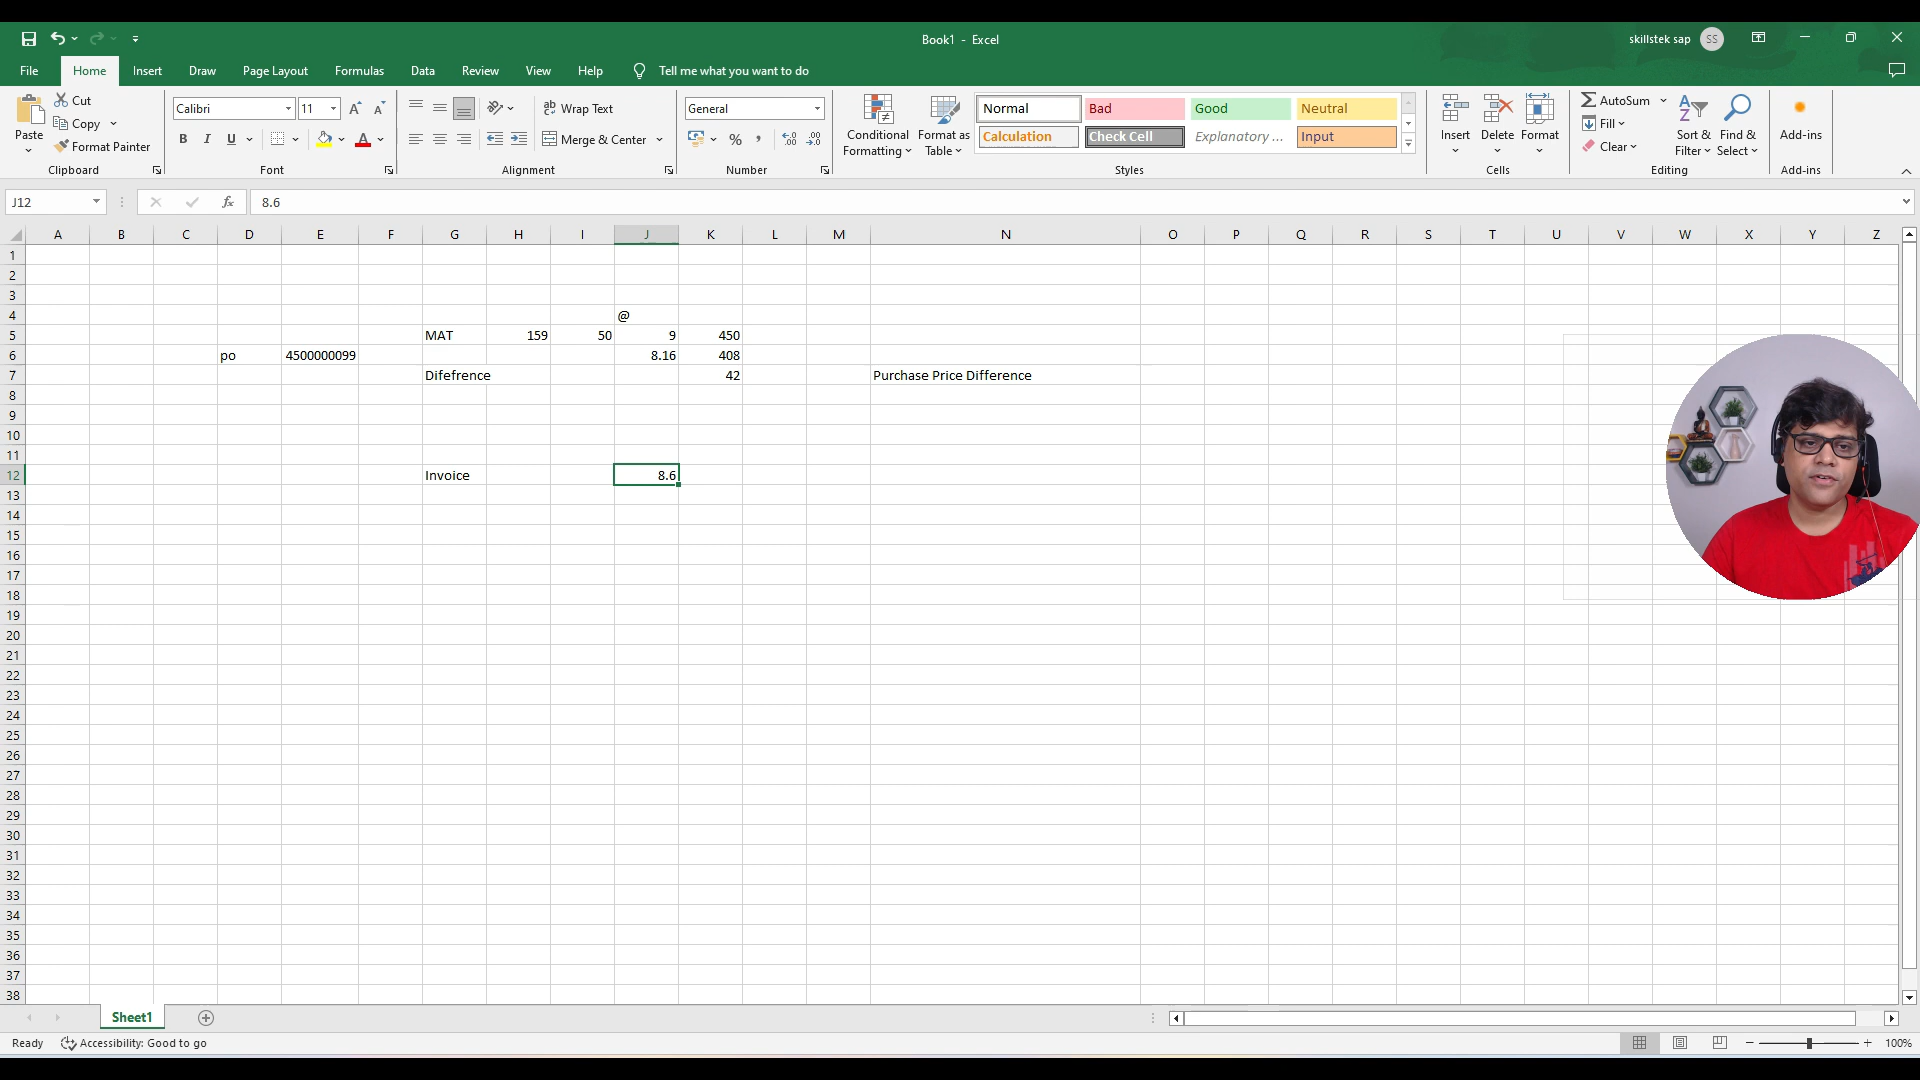 Book1 - Excel
skillstek sap SS
File Home Insert Draw Page Layout Formulas Data Review View Help Tell me what you want to do
Paste
Cut
Copy
Format Painter
Clipboard
Calibri 11
B I U
Font
Wrap Text
Merge & Center
Alignment
General
Number
Conditional Formatting
Format as Table
Normal Bad Good Neutral
Calculation Check Cell Explanatory ... Input
Styles
Insert Delete Format
Cells
AutoSum
Fill
Clear
Sort & Filter
Find & Select
Editing
Add-ins
Add-ins
J12 fx 8.6
A B C D E F G H I J K L M N O P Q R S T U V W X Y Z
1
2
3
4 @
5 MAT 159 50 9 450
6 po 4500000099 8.16 408
7 Difefrence 42 Purchase Price Difference
8
9
10
11
12 Invoice 8.6
13
14
15
16
17
18
19
20
21
22
23
24
25
26
27
28
29
30
31
32
33
34
35
36
37
38
Sheet1
Ready Accessibility: Good to go 100%